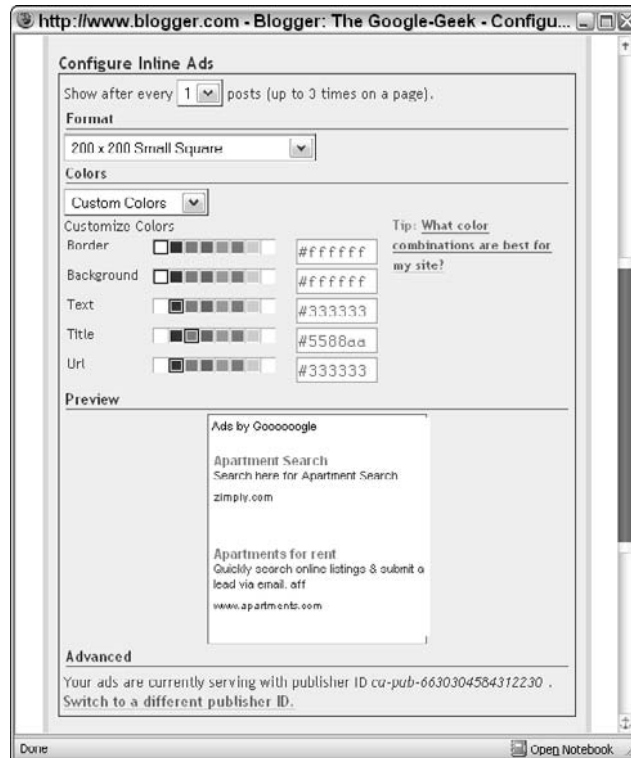 http://www.blogger.com - Blogger: The Google-Geek - Configu...
Configure Inline Ads
Show after every 1 posts (up to 3 times on a page).
Format
200 x 200 Small Square
Colors
Custom Colors
Customize Colors
Tip: What color
combinations are best for
my site?
Border #ffffff
Background #ffffff
Text #333333
Title #5588aa
Url #333333
Preview
Ads by Goooooogle
Apartment Search
Search here for Apartment Search
zimply.com
Apartments for rent
Quickly search online listings & submit a
lead via email. aff
www.apartments.com
Advanced
Your ads are currently serving with publisher ID ca-pub-6630304584312230 .
Switch to a different publisher ID.
Done
Open Notebook